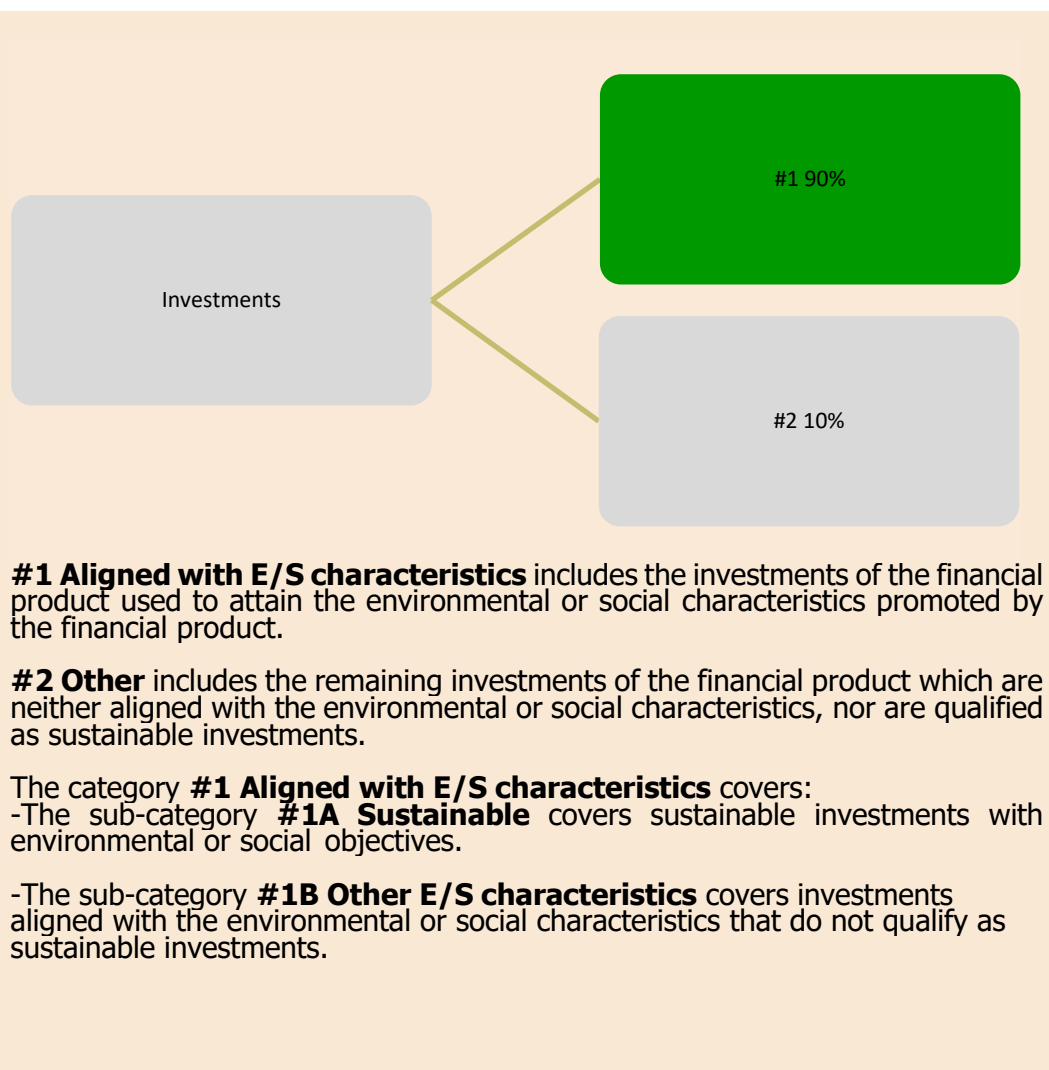 #1 90%
Investments
#2 10%
#1 Aligned with E/S characteristics includes the investments of the financial
product used to attain the environmental or social characteristics promoted by
the financial product.
#2 Other includes the remaining investments of the financial product which are
neither aligned with the environmental or social characteristics, nor are qualified
as sustainable investments.
The category #1 Aligned with E/S characteristics covers:
-The sub-category #1A Sustainable covers sustainable investments with
environmental or social objectives.
-The sub-category #1B Other E/S characteristics covers investments
aligned with the environmental or social characteristics that do not qualify as
sustainable investments.